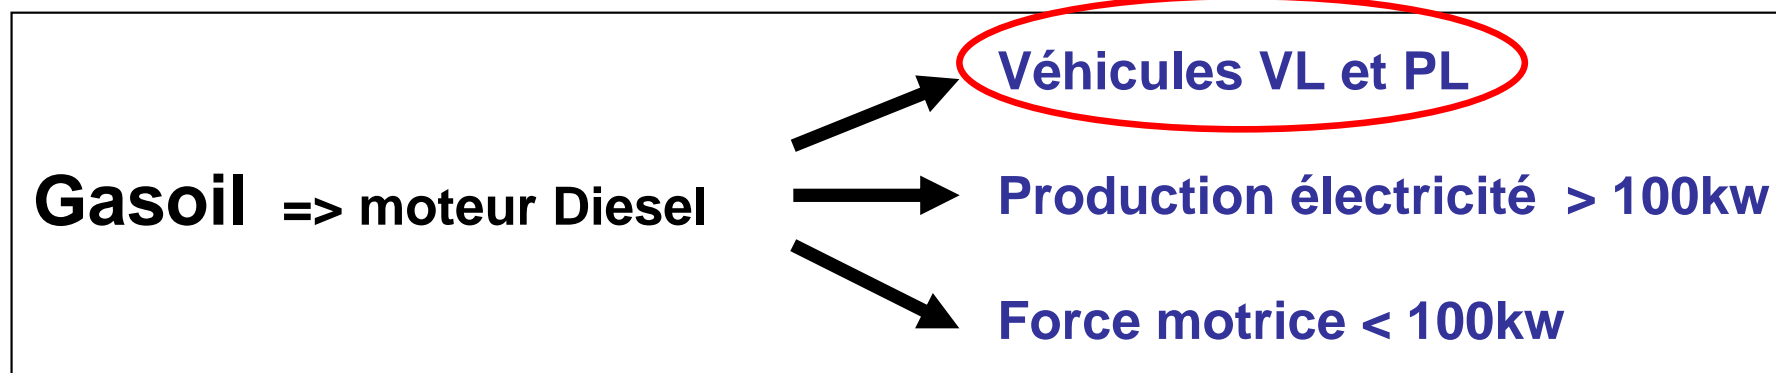 Véhicules VL et PL
Gasoil => moteur Diesel
Production électricité > 100kw
Force motrice < 100kw